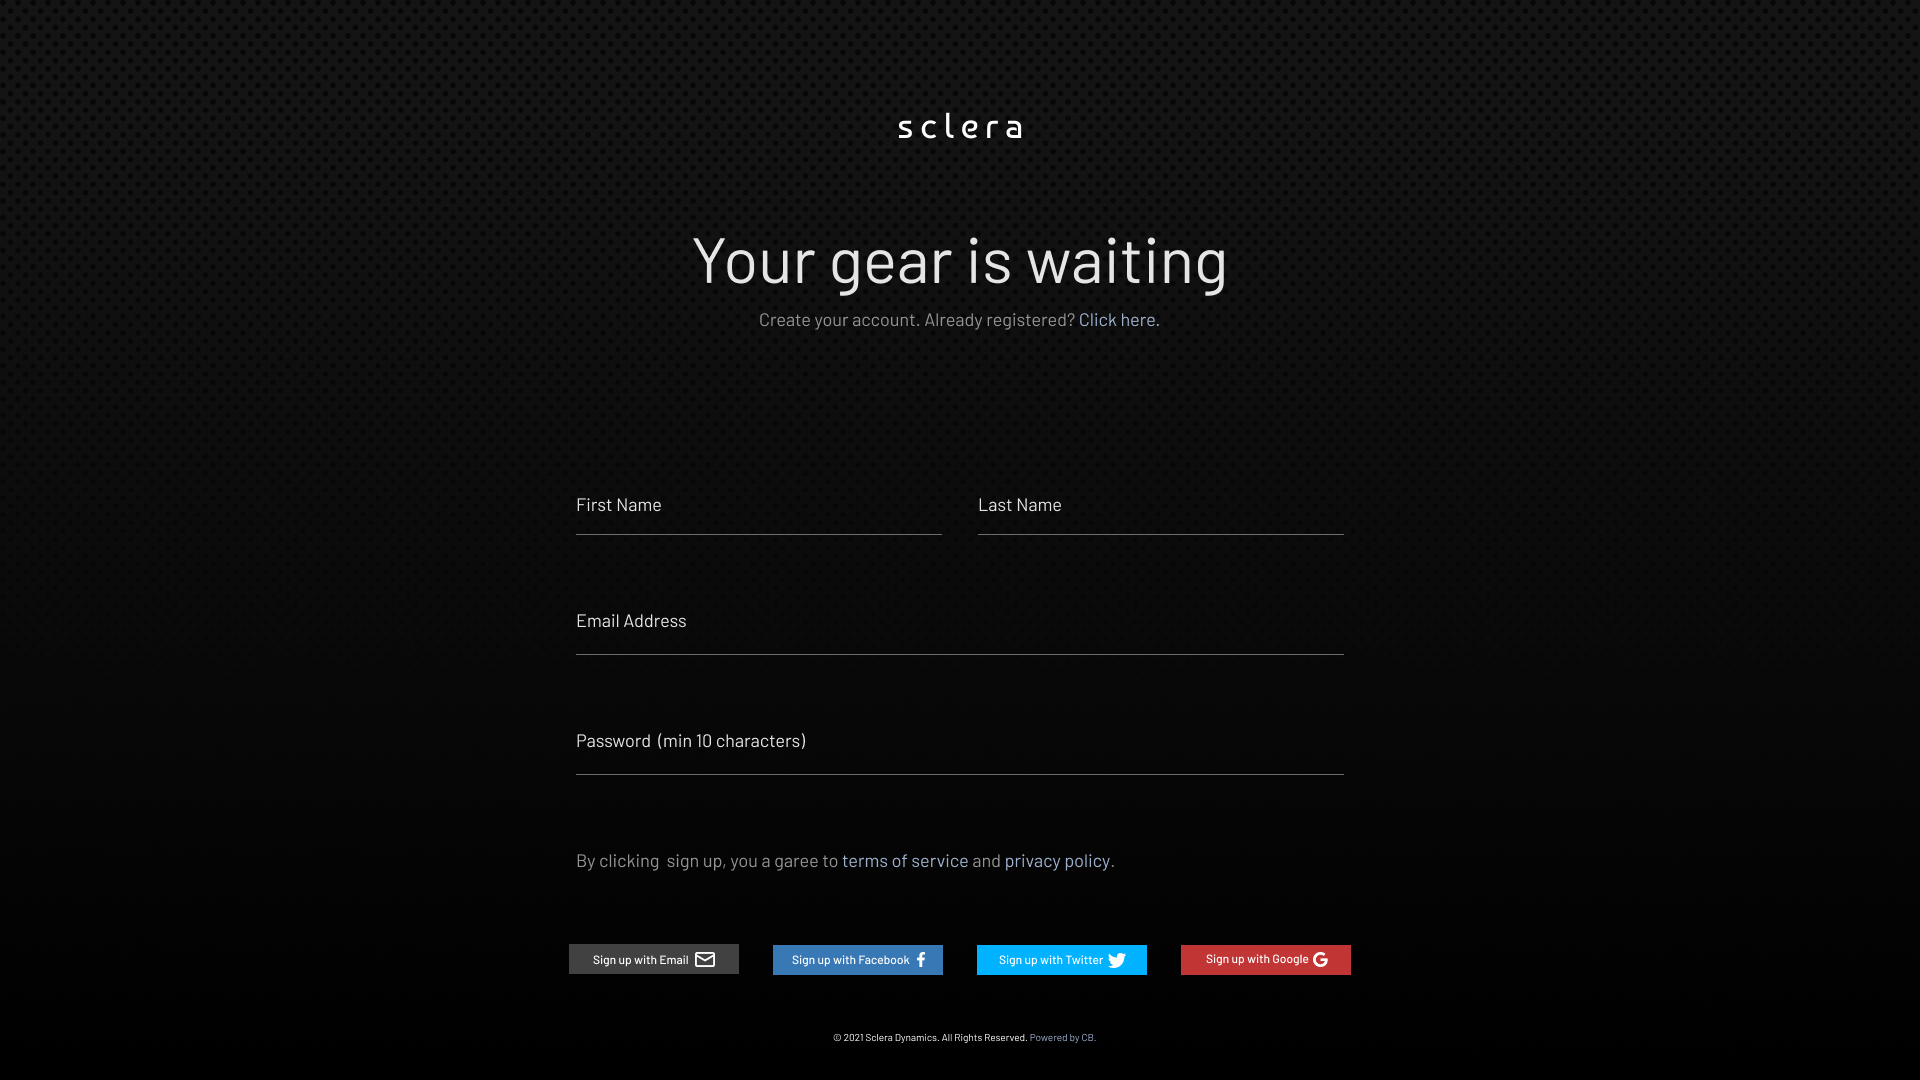 sclera
Your gear is waiting
Create your account. Already registered? Click here.
First Name
Last Name
Email Address
Password (min 10 characters)
By clicking sign up, you a garee to terms of service and privacy policy.
Sign up with Email
Sign up with Facebook
Sign up with Twitter
Sign up with Google
© 2021 Sclera Dynamics. All Rights Reserved. Powered by CB.